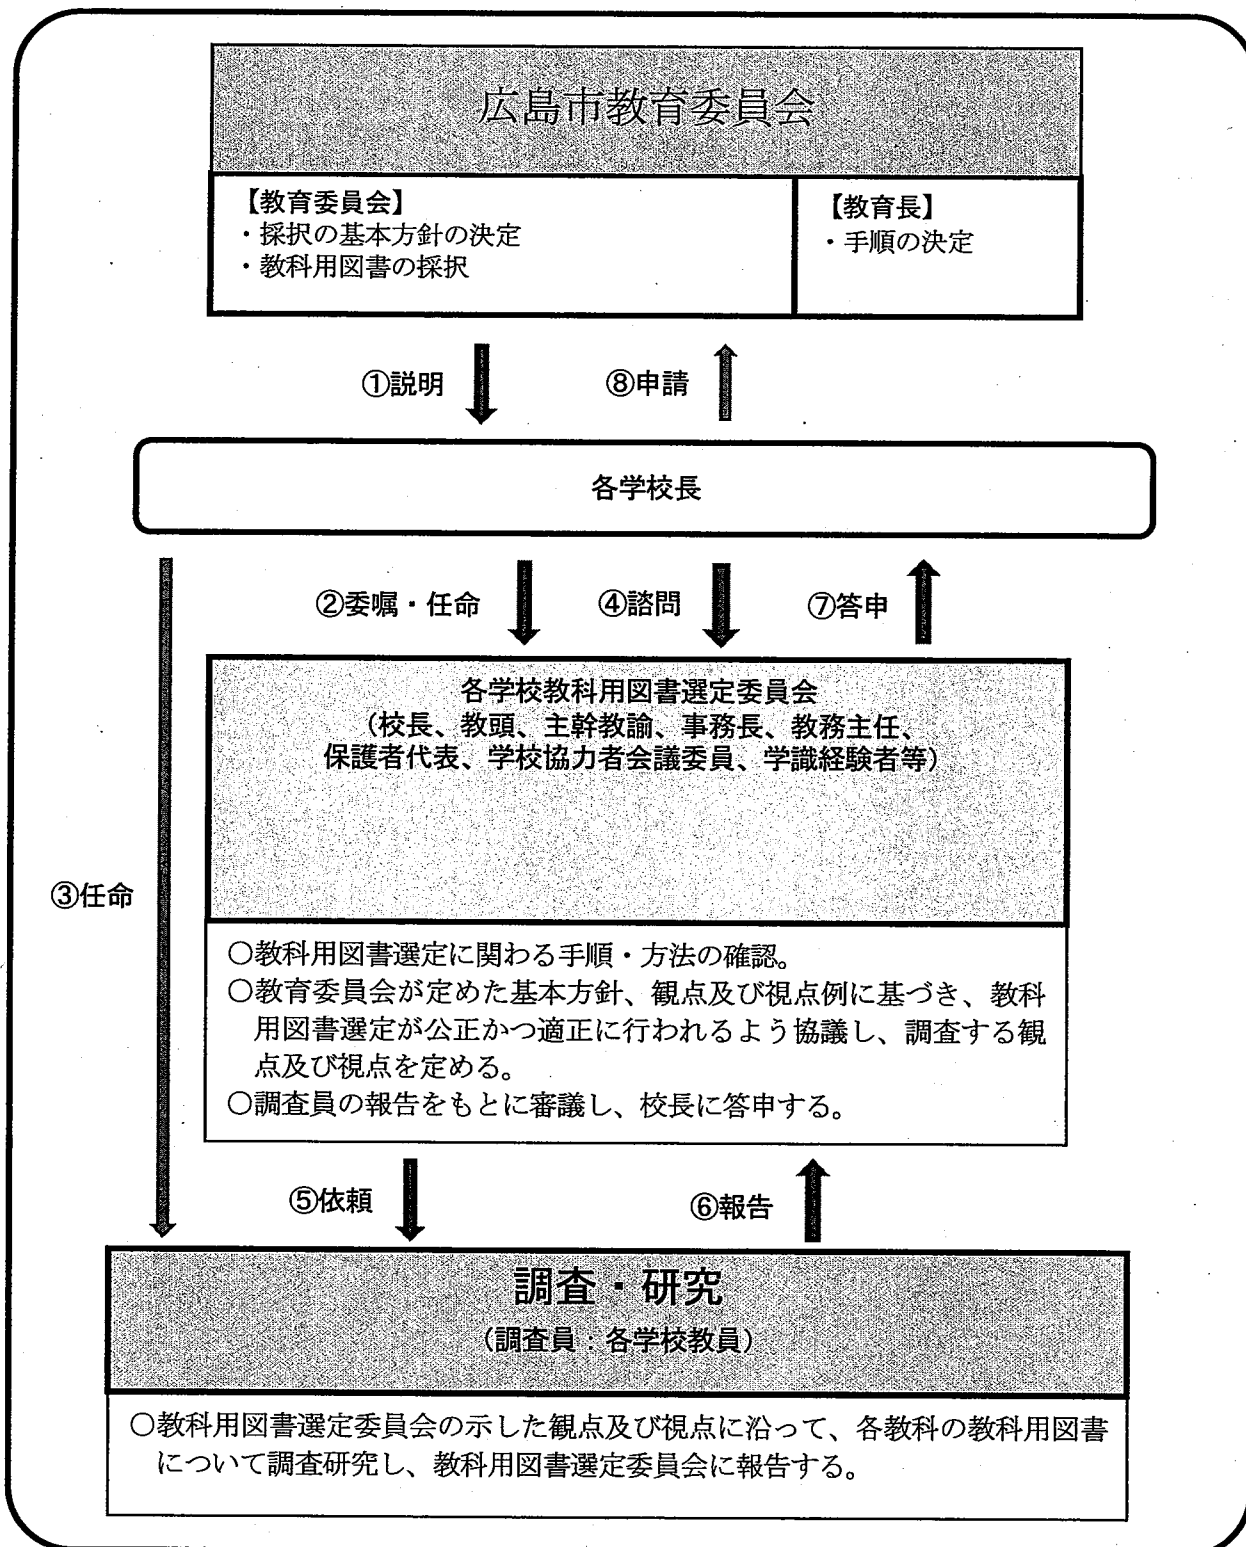 広島市教育委員会
【教育委員会】
・採択の基本方針の決定
・教科用図書の採択
【教育長】
・手順の決定
①説明
⑧申請
各学校長
②委嘱・任命
④諮問
⑦答申
各学校教科用図書選定委員会
（校長、教頭、主幹教諭、事務長、教務主任、
保護者代表、学校協力者会議委員、学識経験者等）
③任命
○教科用図書選定に関わる手順・方法の確認。
○教育委員会が定めた基本方針、観点及び視点例に基づき、教科
用図書選定が公正かつ適正に行われるよう協議し、調査する観
点及び視点を定める。
○調査員の報告をもとに審議し、校長に答申する。
⑤依頼
⑥報告
調査・研究
（調査員：各学校教員）
○教科用図書選定委員会の示した観点及び視点に沿って、各教科の教科用図書
について調査研究し、教科用図書選定委員会に報告する。